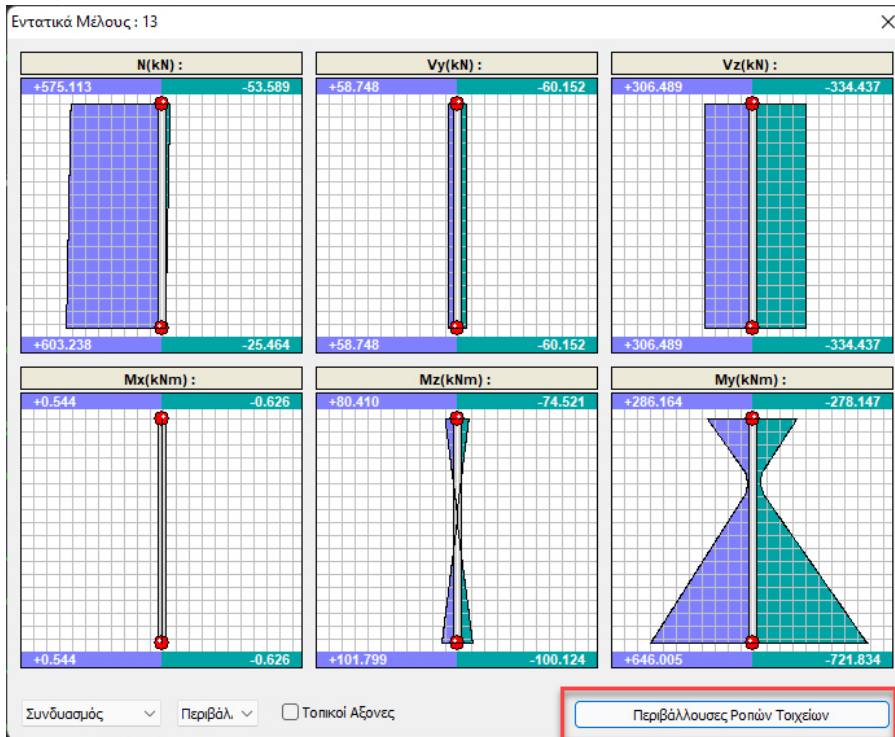 Εντατικά Μέλους : 13
N(kN) : Vy(kN) : Vz(kN) :
+575.113 -53.589 +58.748 -60.152 +306.489 -334.437
+603.238 -25.464 +58.748 -60.152 +306.489 -334.437
Mx(kNm) : Mz(kNm) : My(kNm) :
+0.544 -0.626 +80.410 -74.521 +286.164 -278.147
+0.544 -0.626 +101.799 -100.124 +646.005 -721.834
Συνδυασμός Περιβάλ. Τοπικοί Αξονες Περιβάλλουσες Ροπών Τοιχείων